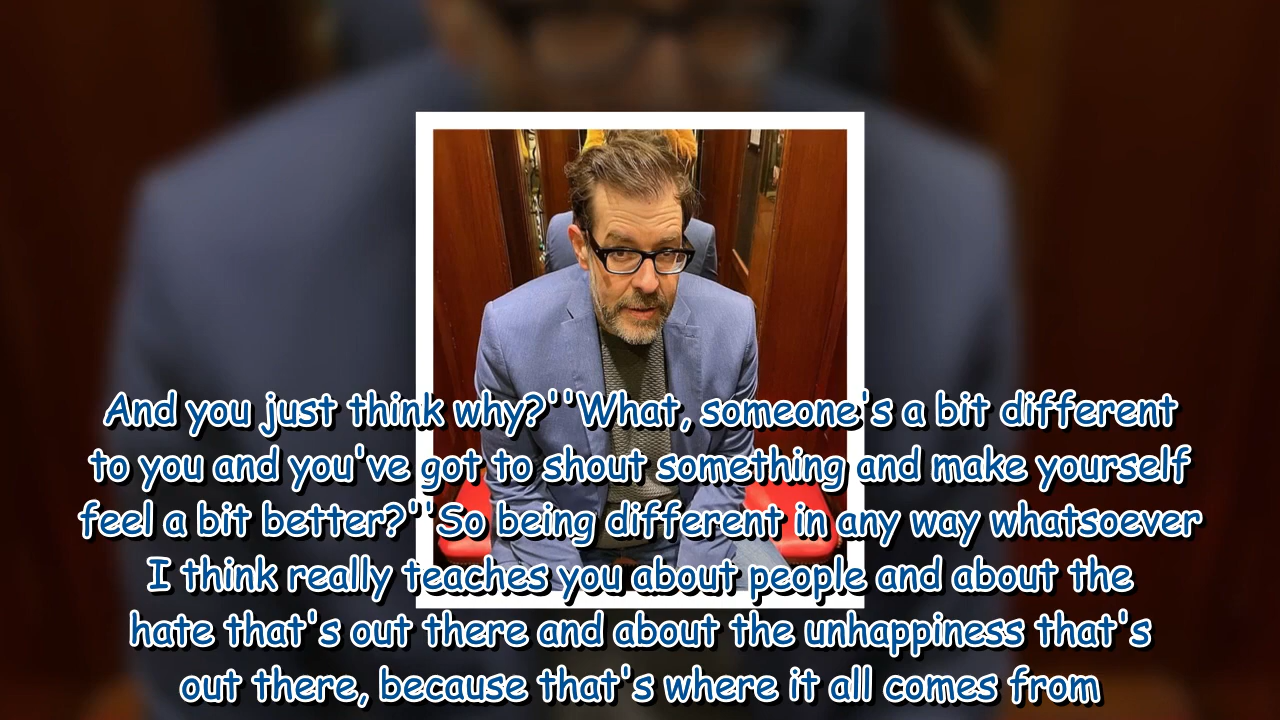 And you just think why?''What, someone's a bit different
to you and you've got to shout something and make yourself
feel a bit better?''So being different in any way whatsoever
I think really teaches you about people and about the
hate that's out there and about the unhappiness that's
out there, because that's where it all comes from